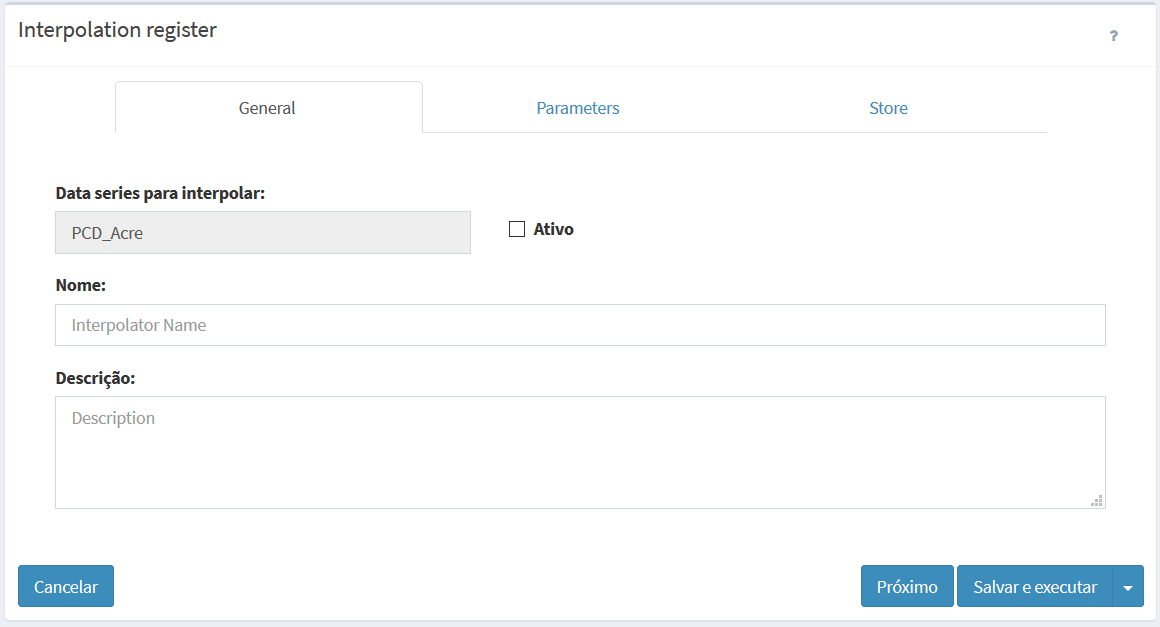 Interpolation register
?
General
Parameters
Store
Data series para interpolar:
PCD_Acre
Ativo
Nome:
Interpolator Name
Descrição:
Description
Cancelar
Próximo
Salvar e executar